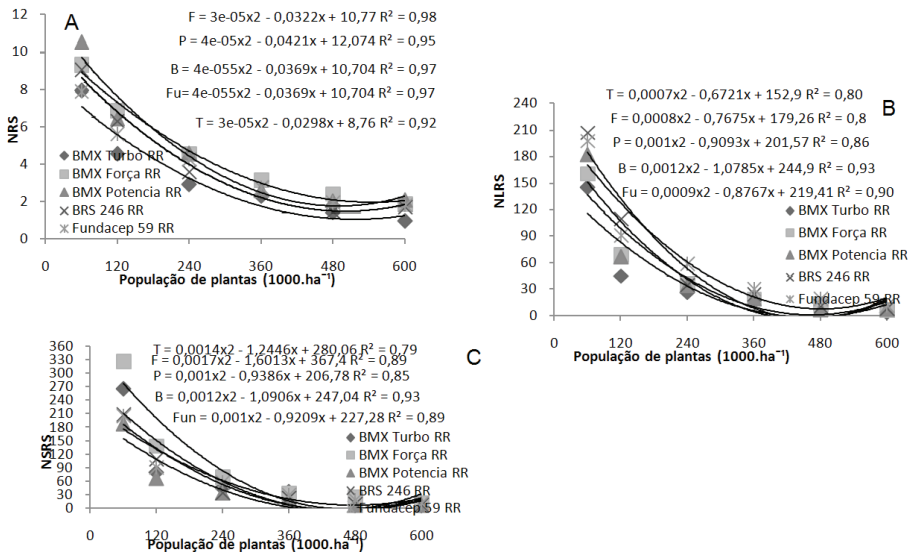 A
F = 3e-05x2 - 0,0322x + 10,77 R² = 0,98
P = 4e-05x2 - 0,0421x + 12,074 R² = 0,95
B = 4e-055x2 - 0,0369x + 10,704 R² = 0,97
Fu= 4e-055x2 - 0,0369x + 10,704 R² = 0,97
T = 3e-05x2 - 0,0298x + 8,76 R² = 0,92
NRS
12
10
8
6
4
2
0
BMX Turbo RR
BMX Força RR
BMX Potencia RR
BRS 246 RR
Fundacep 59 RR
0 120 240 360 480 600
População de plantas (1000.ha⁻¹)
B
T = 0,0007x2 - 0,6721x + 152,9 R² = 0,80
F = 0,0008x2 - 0,7675x + 179,26 R² = 0,8
P = 0,001x2 - 0,9093x + 201,57 R² = 0,86
B = 0,0012x2 - 1,0785x + 244,9 R² = 0,93
Fu = 0,0009x2 - 0,8767x + 219,41 R² = 0,90
NLRS
240
210
180
150
120
90
60
30
0
BMX Turbo RR
BMX Força RR
BMX Potencia RR
BRS 246 RR
Fundacep 59 RR
0 120 240 360 480 600
População de plantas (1000.ha⁻¹)
C
T = 0,0014x2 - 1,2446x + 280,06 R² = 0,79
F = 0,0017x2 - 1,6013x + 367,4 R² = 0,89
P = 0,001x2 - 0,9386x + 206,78 R² = 0,85
B = 0,0012x2 - 1,0906x + 247,04 R² = 0,93
Fun = 0,001x2 - 0,9209x + 227,28 R² = 0,89
NSRS
360
330
300
270
240
210
180
150
120
90
60
30
0
BMX Turbo RR
BMX Força RR
BMX Potencia RR
BRS 246 RR
Fundacep 59 RR
0 120 240 360 480 600
População de plantas (1000.ha⁻¹)